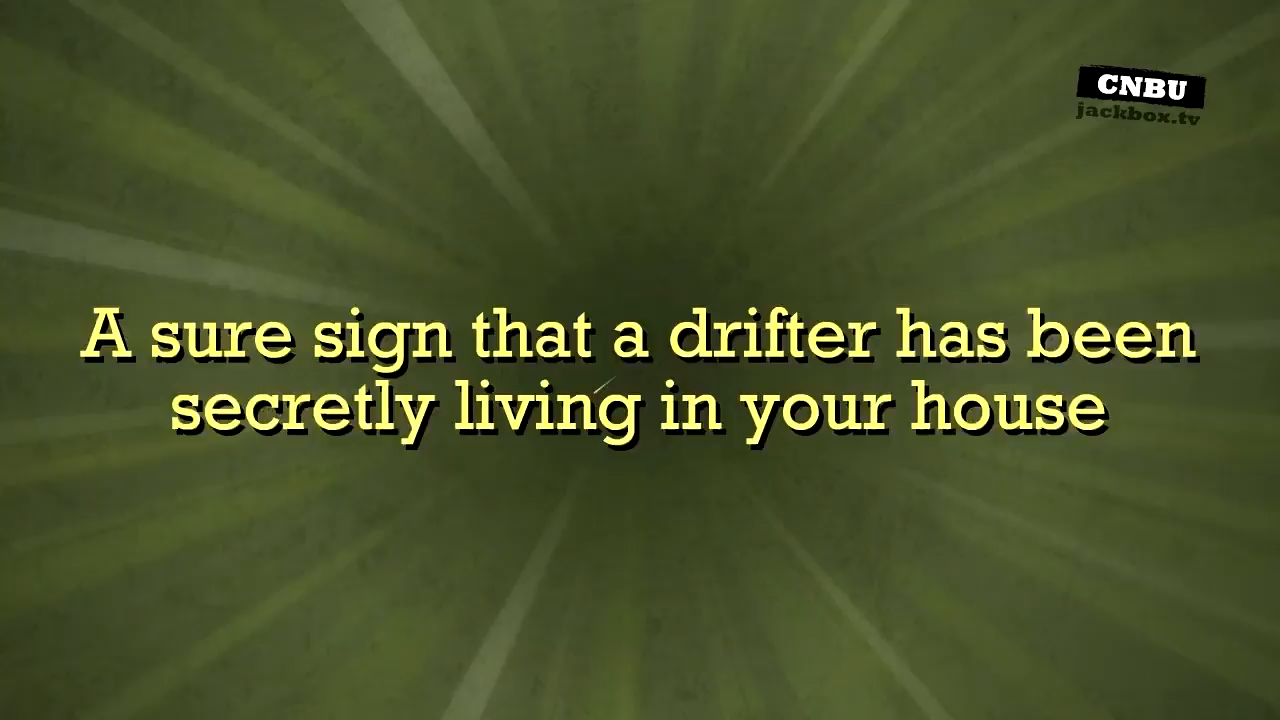 CNBU
jackbox.tv
A sure sign that a drifter has been
secretly living in your house